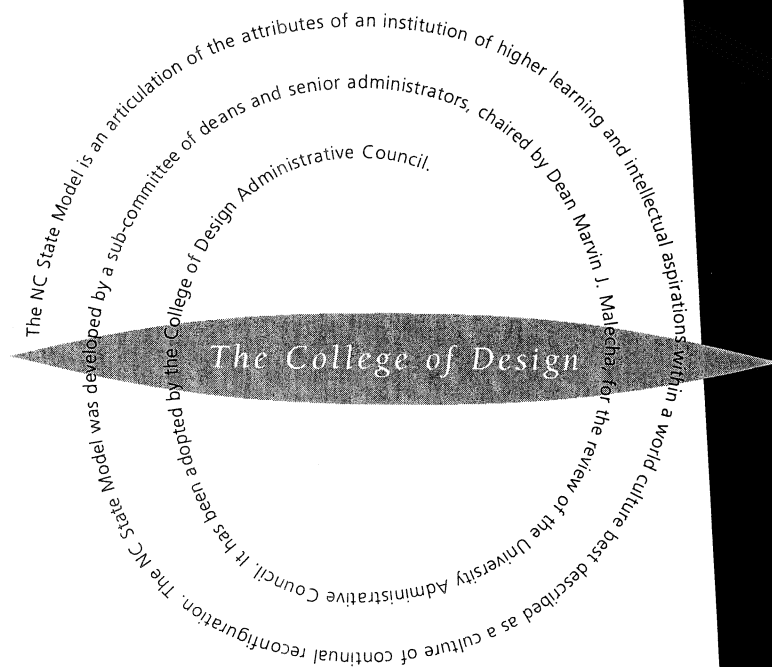 The NC State Model is an articulation of the attributes of an institution of higher learning and intellectual aspirations within a world culture best described as a culture of continual reconfiguration. The NC State Model was developed by a sub-committee of deans and senior administrators, chaired by Dean Marvin J. Malecha for the review of the University Administrative Council. It has been adopted by the College of Design Administrative Council.
The College of Design